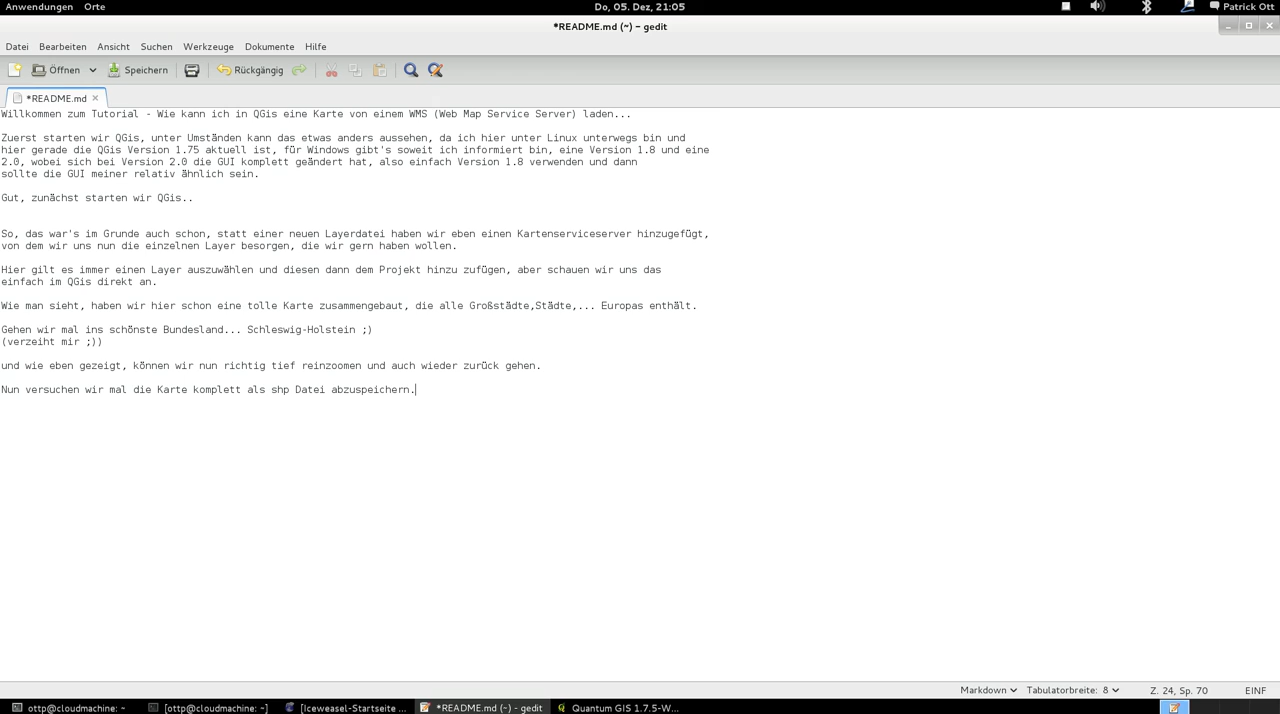 Anwendungen Orte Do, 05. Dez, 21:05 Patrick Ott
*README.md (~) - gedit
Datei Bearbeiten Ansicht Suchen Werkzeuge Dokumente Hilfe
Öffnen Speichern Rückgängig
*README.md
Willkommen zum Tutorial - Wie kann ich in QGis eine Karte von einem WMS (Web Map Service Server) laden...
Zuerst starten wir QGis, unter Umständen kann das etwas anders aussehen, da ich hier unter Linux unterwegs bin und
hier gerade die QGis Version 1.75 aktuell ist, für Windows gibt's soweit ich informiert bin, eine Version 1.8 und eine
2.0, wobei sich bei Version 2.0 die GUI komplett geändert hat, also einfach Version 1.8 verwenden und dann
sollte die GUI meiner relativ ähnlich sein.
Gut, zunächst starten wir QGis..
So, das war's im Grunde auch schon, statt einer neuen Layerdatei haben wir eben einen Kartenserviceserver hinzugefügt,
von dem wir uns nun die einzelnen Layer besorgen, die wir gern haben wollen.
Hier gilt es immer einen Layer auszuwählen und diesen dann dem Projekt hinzu zufügen, aber schauen wir uns das
einfach im QGis direkt an.
Wie man sieht, haben wir hier schon eine tolle Karte zusammengebaut, die alle Großstädte,Städte,... Europas enthält.
Gehen wir mal ins schönste Bundesland... Schleswig-Holstein ;)
(verzeiht mir ;))
und wie eben gezeigt, können wir nun richtig tief reinzoomen und auch wieder zurück gehen.
Nun versuchen wir mal die Karte komplett als shp Datei abzuspeichern.
Markdown Tabulatorbreite: 8 Z. 24, Sp. 70 EINF
ottp@cloudmachine: ~ [ottp@cloudmachine: ~] [Iceweasel-Startseite ... *README.md (~) - gedit Quantum GIS 1.7.5-W...